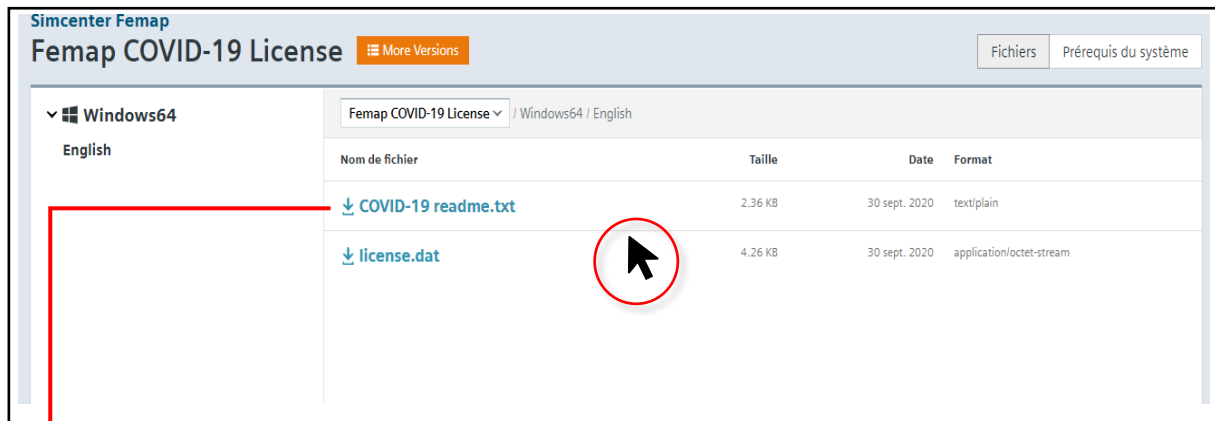 Simcenter Femap
Femap COVID-19 License More Versions Fichiers Prérequis du système
Windows64 Femap COVID-19 License / Windows64 / English
English Nom de fichier Taille Date Format
COVID-19 readme.txt 2.36 KB 30 sept. 2020 text/plain
license.dat 4.26 KB 30 sept. 2020 application/octet-stream